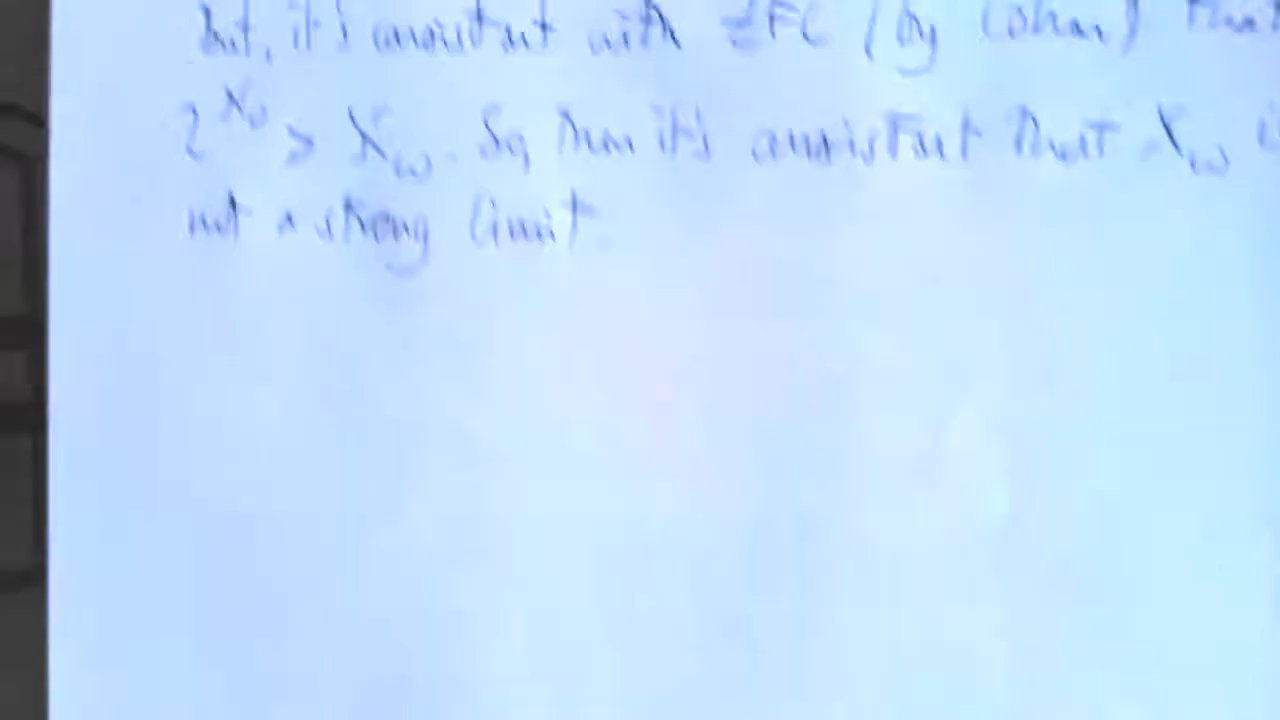 But, it's consistent with ZFC (by Cohen) that
2^ℵ₀ > ℵ_ω. So, then it's consistent that ℵ_ω is
not a strong limit.